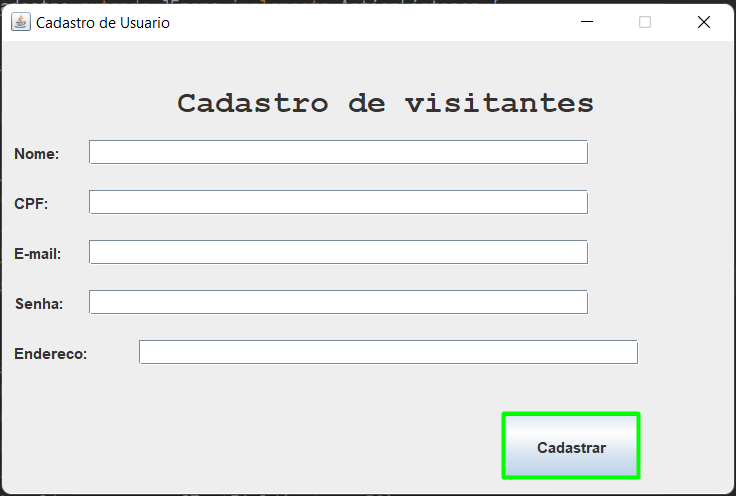 Cadastro de Usuario
Cadastro de visitantes
Nome:
CPF:
E-mail:
Senha:
Endereco:
Cadastrar